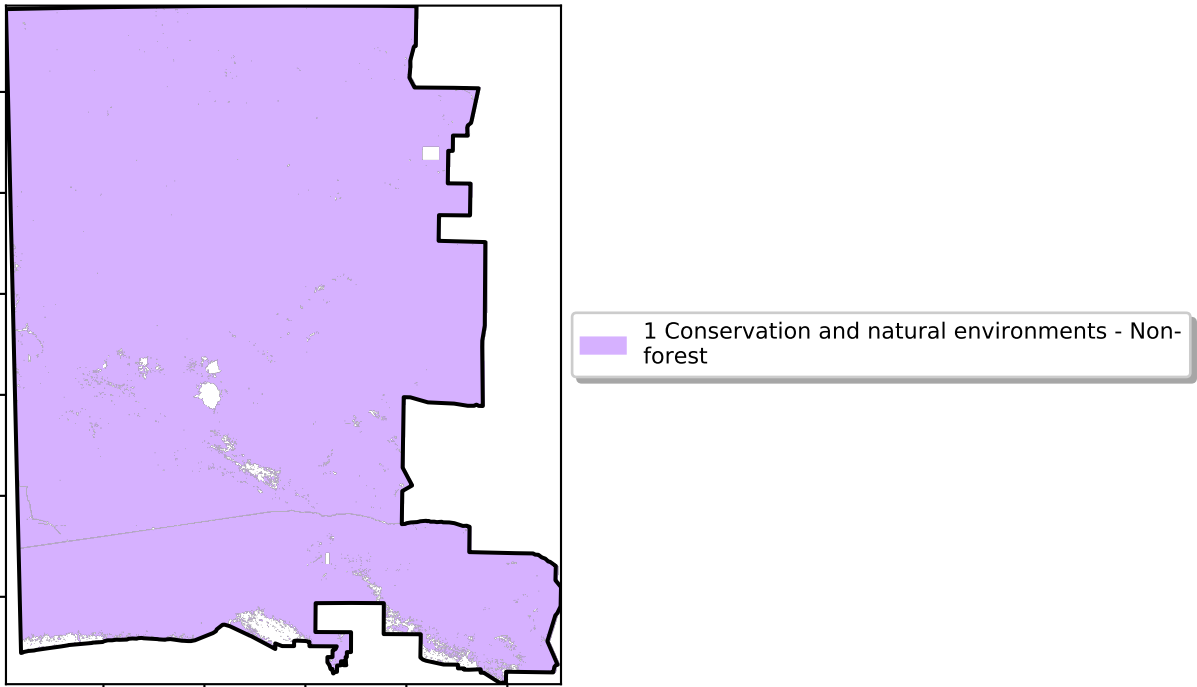 1 Conservation and natural environments - Non-
forest